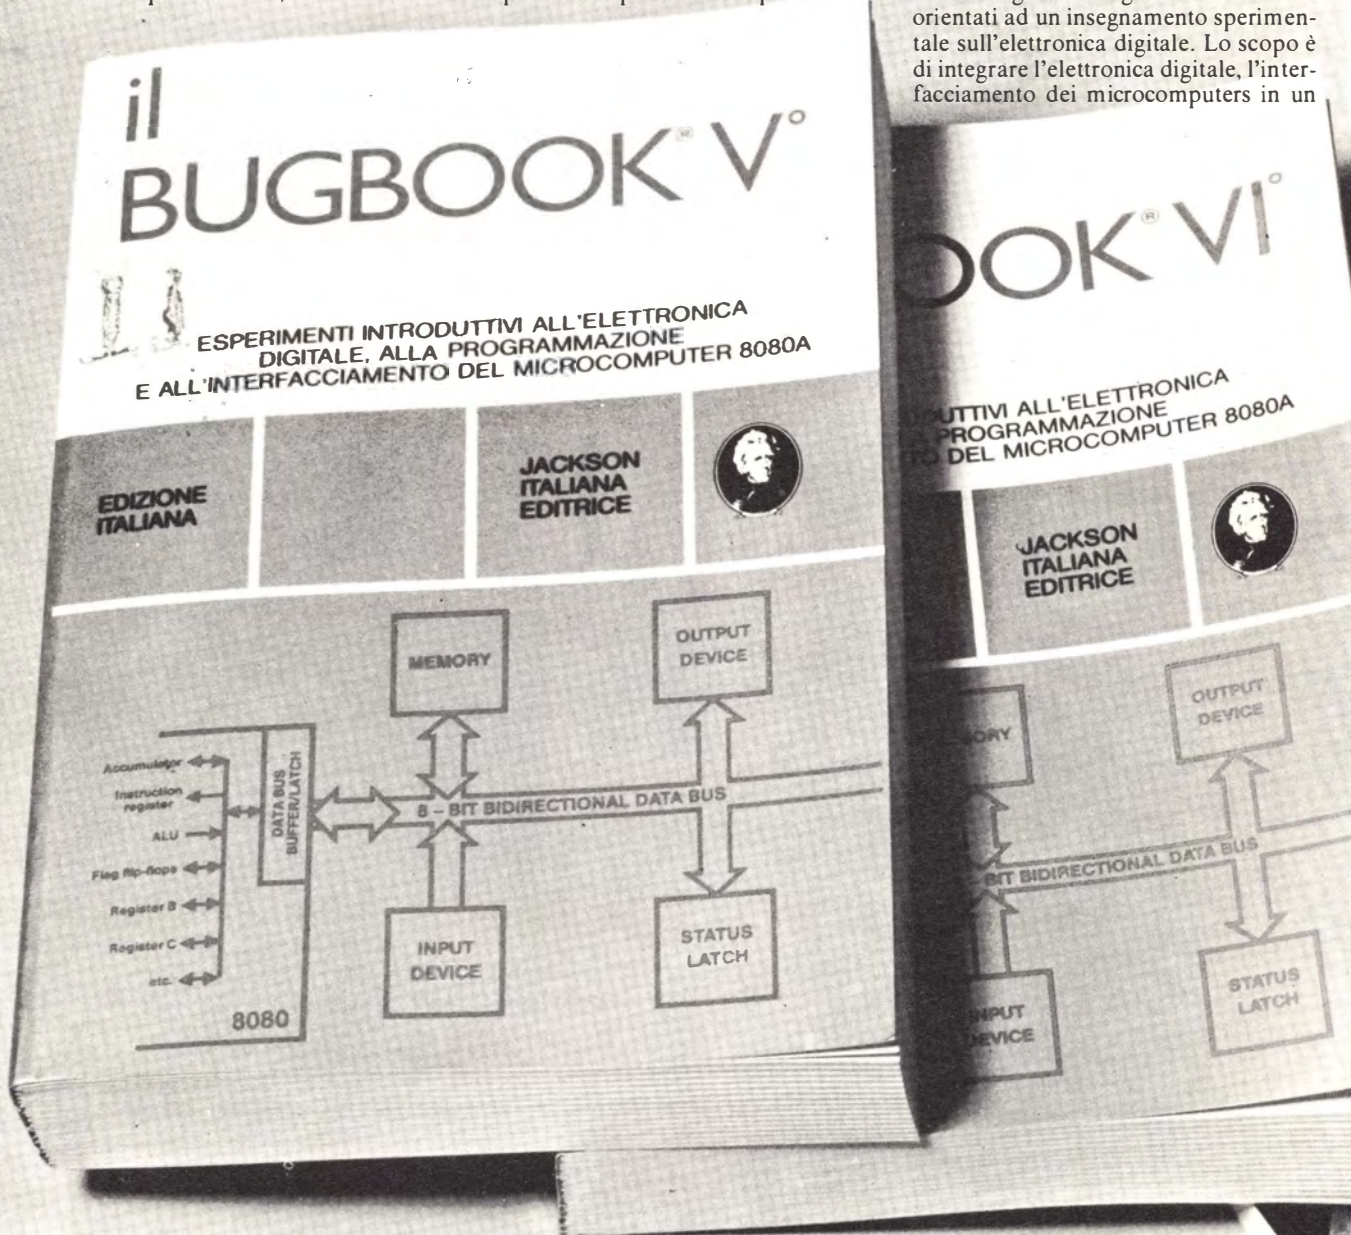 orientati ad un insegnamento sperimen-
tale sull'elettronica digitale. Lo scopo è
di integrare l'elettronica digitale, l'inter-
facciamento dei microcomputers in un
il
BUGBOOK® V°
ESPERIMENTI INTRODUTTIVI ALL'ELETTRONICA
DIGITALE, ALLA PROGRAMMAZIONE
E ALL'INTERFACCIAMENTO DEL MICROCOMPUTER 8080A
EDIZIONE
ITALIANA
JACKSON
ITALIANA
EDITRICE
MEMORY
OUTPUT
DEVICE
Accumulator
Instruction
register
ALU
Flag flip-flops
Register B
Register C
etc.
DATA BUS
BUFFER/LATCH
8 - BIT BIDIRECTIONAL DATA BUS
INPUT
DEVICE
STATUS
LATCH
8080
OOK® VI°
DUTTIVI ALL'ELETTRONICA
PROGRAMMAZIONE
TO DEL MICROCOMPUTER 8080A
JACKSON
ITALIANA
EDITRICE
ORY
OUTPUT
DEVICE
- BIT BIDIRECTIONAL DATA BUS
INPUT
DEVICE
STATUS
LATCH